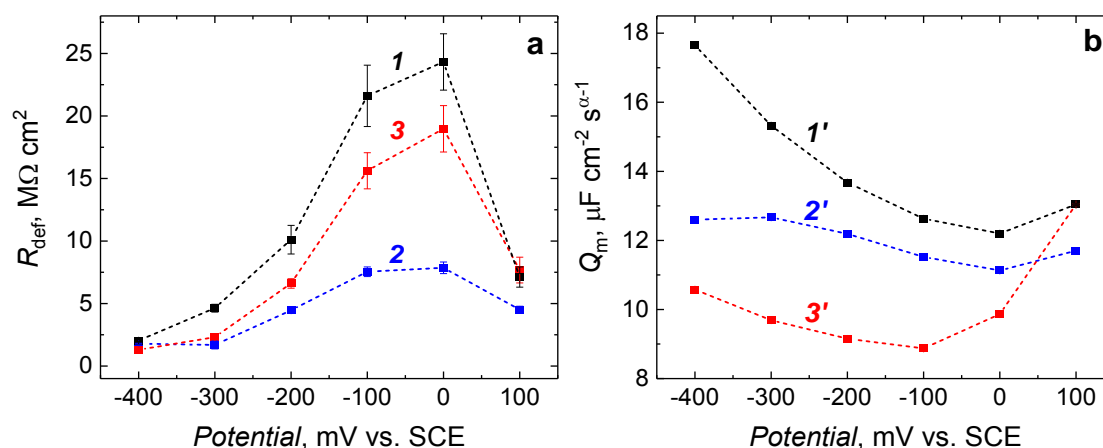 a
R_def, MΩ cm²
25
20
15
10
5
0
1
3
2
-400 -300 -200 -100 0 100
Potential, mV vs. SCE
b
Q_m, μF cm⁻² s^α-1
18
16
14
12
10
8
1'
2'
3'
-400 -300 -200 -100 0 100
Potential, mV vs. SCE